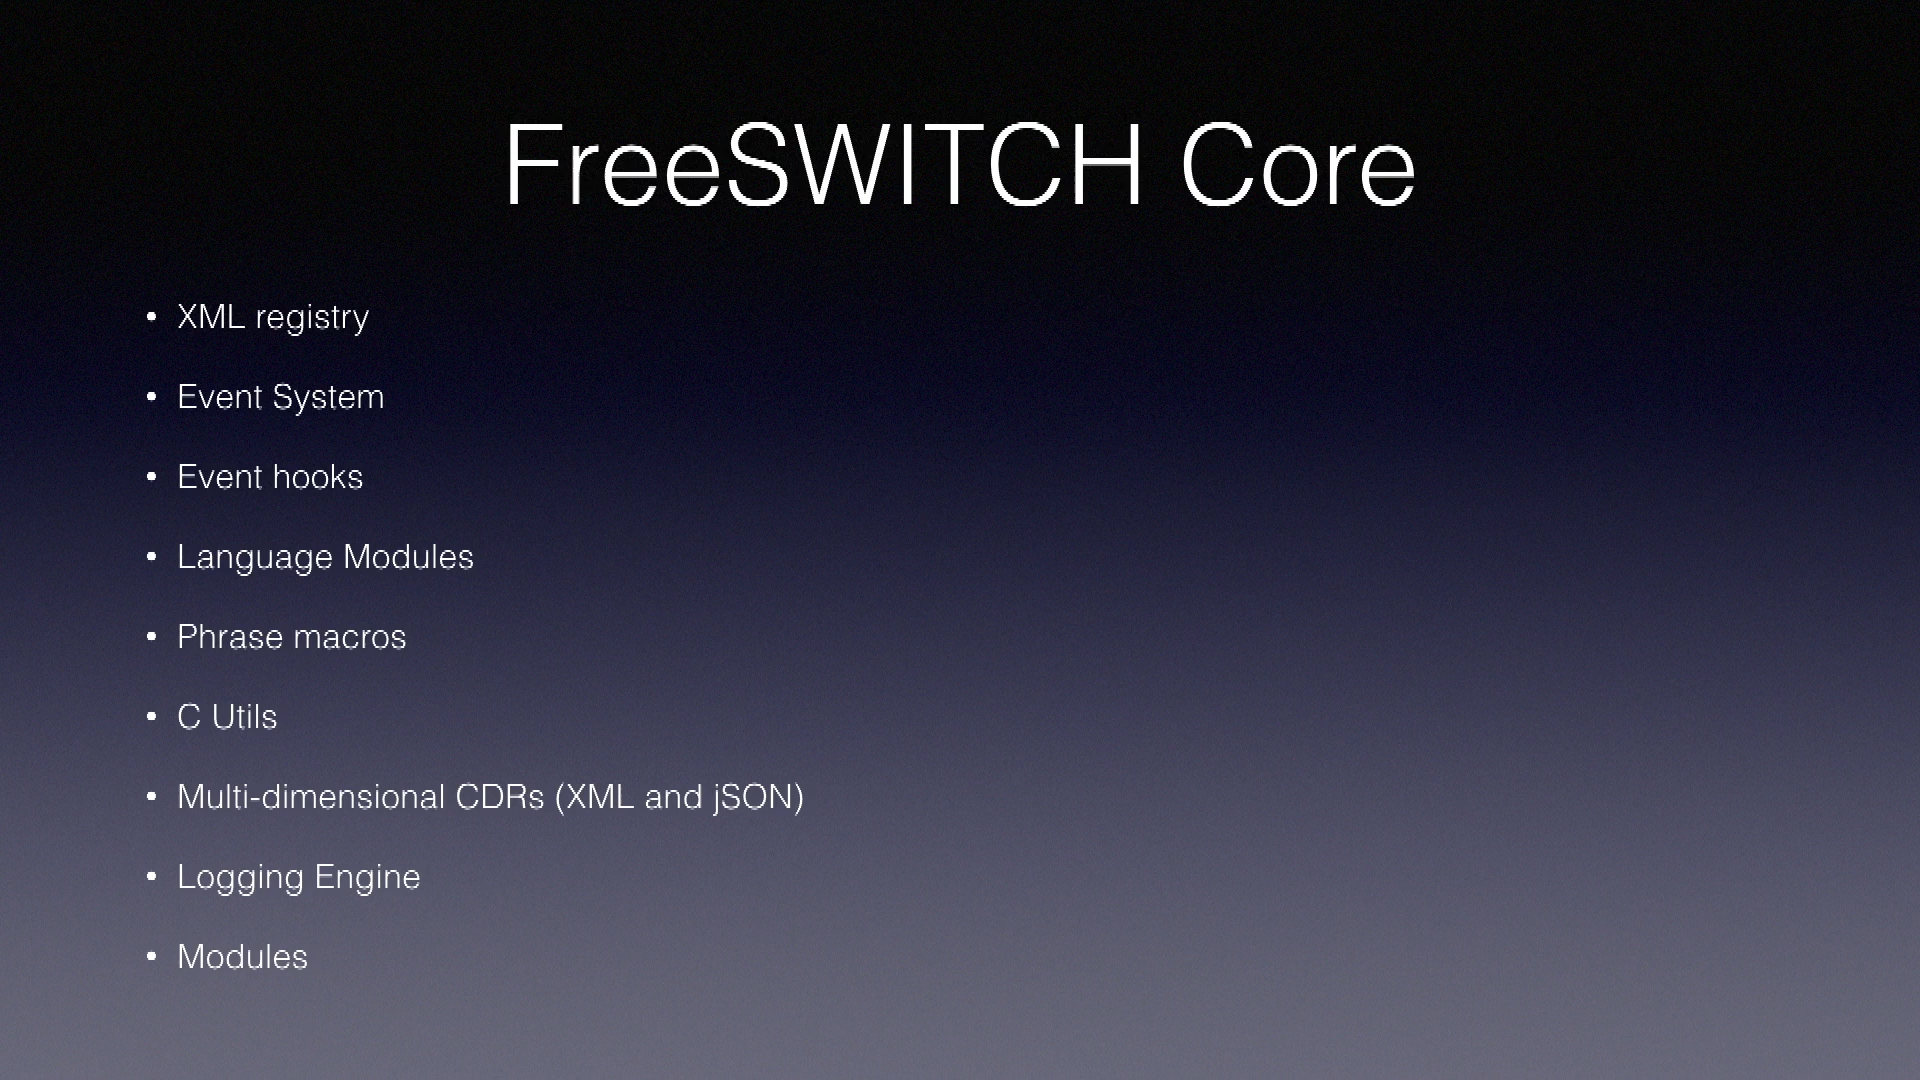 FreeSWITCH Core
• XML registry
• Event System
• Event hooks
• Language Modules
• Phrase macros
• C Utils
• Multi-dimensional CDRs (XML and jSON)
• Logging Engine
• Modules